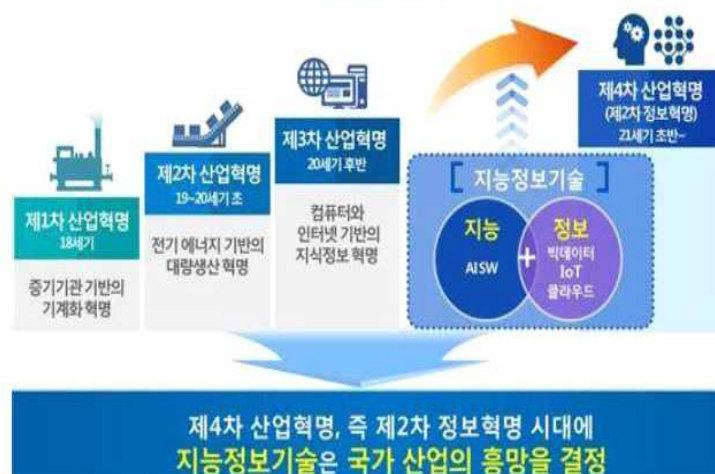 제1차 산업혁명
18세기
중기기관 기반의
기계화 혁명
제2차 산업혁명
19~20세기 초
전기 에너지 기반의
대량생산 혁명
제3차 산업혁명
20세기 후반
컴퓨터와
인터넷 기반의
지식정보 혁명
[ 지능정보기술 ]
지능
AI SW
+
정보
빅데이터
IoT
클라우드
제4차 산업혁명
(제2차 정보혁명)
21세기 초반~
제4차 산업혁명, 즉 제2차 정보혁명 시대에
지능정보기술은 국가 산업의 흥망을 결정